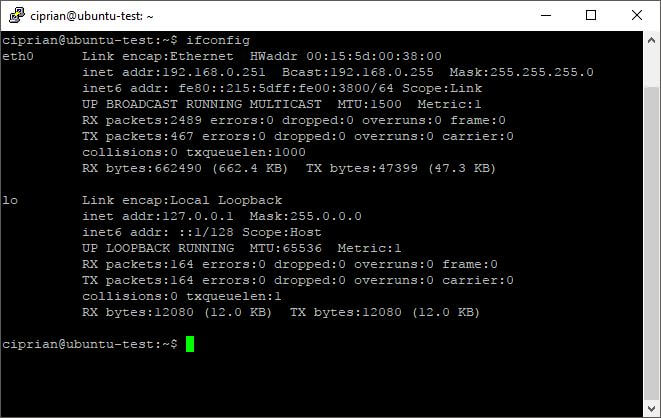 ciprian@ubuntu-test: ~
ciprian@ubuntu-test:~$ ifconfig
eth0      Link encap:Ethernet  HWaddr 00:15:5d:00:38:00
          inet addr:192.168.0.251  Bcast:192.168.0.255  Mask:255.255.255.0
          inet6 addr: fe80::215:5dff:fe00:3800/64 Scope:Link
          UP BROADCAST RUNNING MULTICAST  MTU:1500  Metric:1
          RX packets:2489 errors:0 dropped:0 overruns:0 frame:0
          TX packets:467 errors:0 dropped:0 overruns:0 carrier:0
          collisions:0 txqueuelen:1000
          RX bytes:662490 (662.4 KB)  TX bytes:47399 (47.3 KB)

lo        Link encap:Local Loopback
          inet addr:127.0.0.1  Mask:255.0.0.0
          inet6 addr: ::1/128 Scope:Host
          UP LOOPBACK RUNNING  MTU:65536  Metric:1
          RX packets:164 errors:0 dropped:0 overruns:0 frame:0
          TX packets:164 errors:0 dropped:0 overruns:0 carrier:0
          collisions:0 txqueuelen:1
          RX bytes:12080 (12.0 KB)  TX bytes:12080 (12.0 KB)

ciprian@ubuntu-test:~$